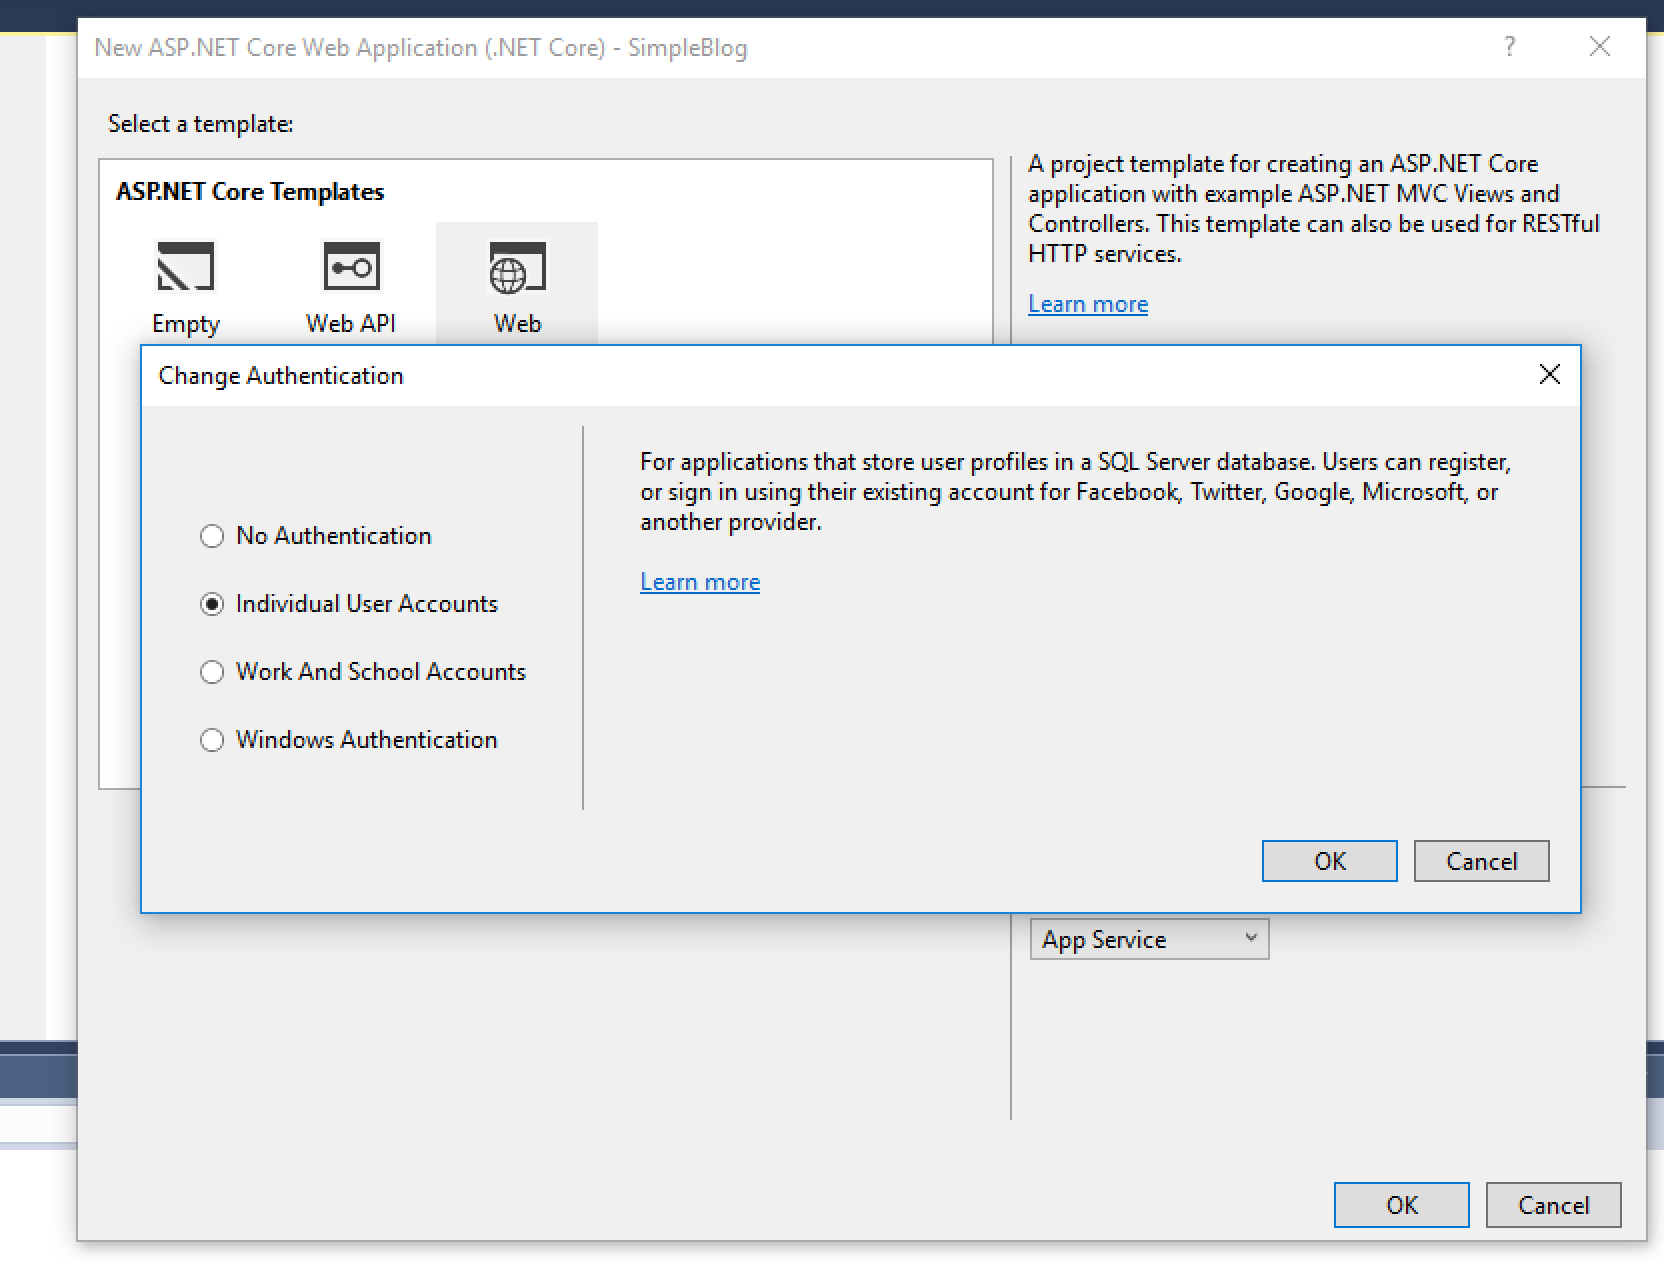 New ASP.NET Core Web Application (.NET Core) - SimpleBlog
?
Select a template:
ASP.NET Core Templates
Empty
Web API
Web
A project template for creating an ASP.NET Core
application with example ASP.NET MVC Views and
Controllers. This template can also be used for RESTful
HTTP services.
Learn more
Change Authentication
No Authentication
Individual User Accounts
Work And School Accounts
Windows Authentication
For applications that store user profiles in a SQL Server database. Users can register,
or sign in using their existing account for Facebook, Twitter, Google, Microsoft, or
another provider.
Learn more
OK
Cancel
App Service
OK
Cancel